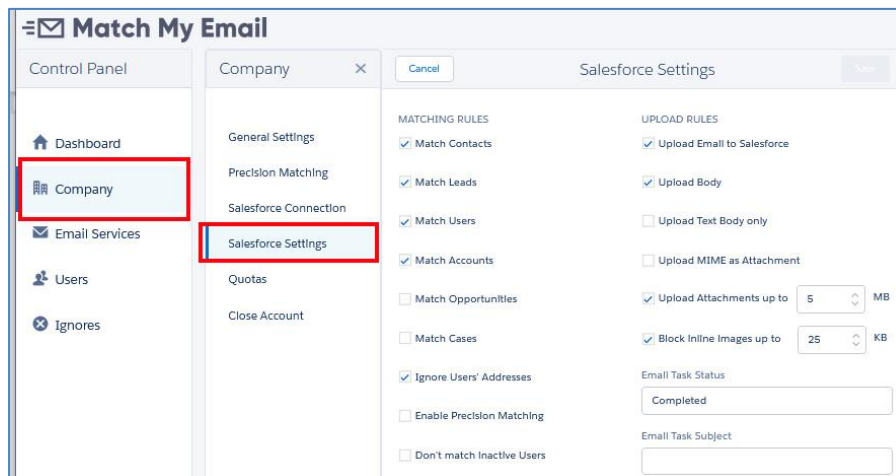 Match My Email
Control Panel
Dashboard
Company
Email Services
Users
Ignores
Company
General Settings
Precision Matching
Salesforce Connection
Salesforce Settings
Quotas
Close Account
Cancel
Salesforce Settings
Save
MATCHING RULES
Match Contacts
Match Leads
Match Users
Match Accounts
Match Opportunities
Match Cases
Ignore Users' Addresses
Enable Precision Matching
Don't match Inactive Users
UPLOAD RULES
Upload Email to Salesforce
Upload Body
Upload Text Body only
Upload MIME as Attachment
Upload Attachments up to 5 MB
Block Inline Images up to 25 KB
Email Task Status
Completed
Email Task Subject